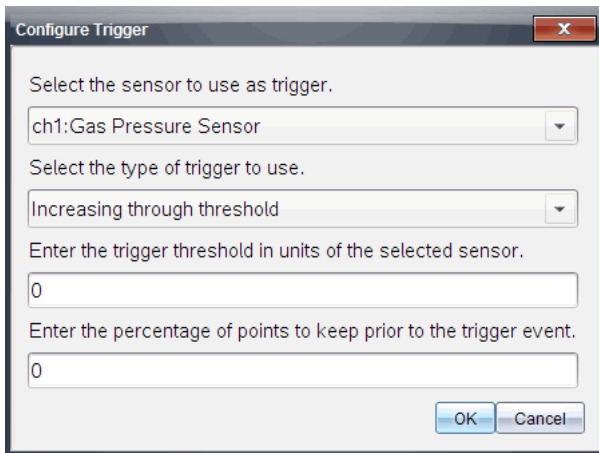 Configure Trigger
Select the sensor to use as trigger.
ch1:Gas Pressure Sensor
Select the type of trigger to use.
Increasing through threshold
Enter the trigger threshold in units of the selected sensor.
0
Enter the percentage of points to keep prior to the trigger event.
0
OK Cancel